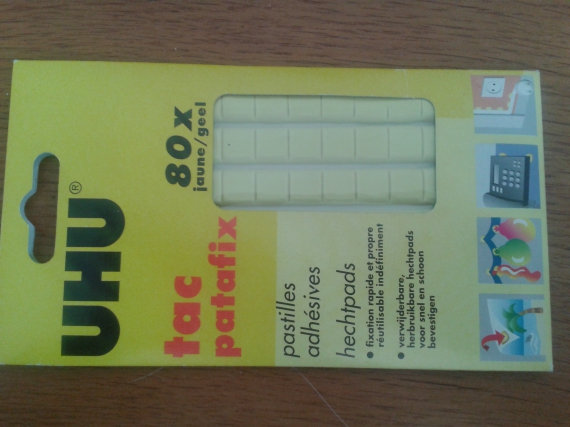 UHU®
tac
patafix
80 x
jaune/geel
pastilles
adhésives
hechtpads
• fixation rapide et propre
réutilisable indéfiniment
• verwijderbare,
herbruikbare hechtpads
voor snel en schoon
bevestigen